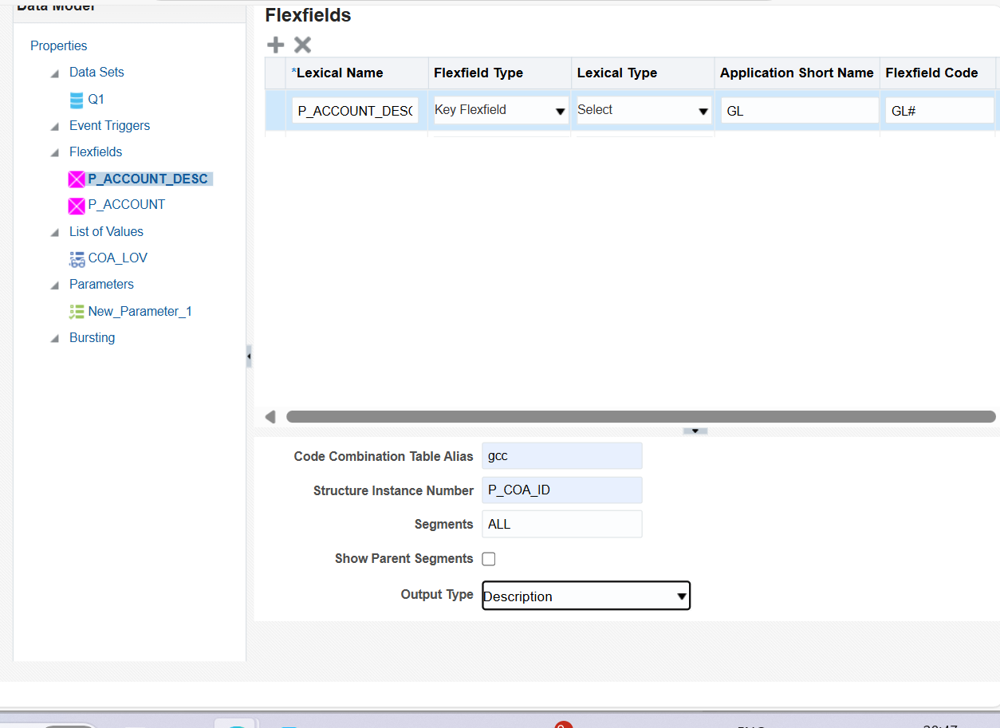 Data Model
Properties
Data Sets
Q1
Event Triggers
Flexfields
P_ACCOUNT_DESC
P_ACCOUNT
List of Values
COA_LOV
Parameters
New_Parameter_1
Bursting
Flexfields
*Lexical Name Flexfield Type Lexical Type Application Short Name Flexfield Code
P_ACCOUNT_DESC Key Flexfield Select GL GL#
Code Combination Table Alias gcc
Structure Instance Number P_COA_ID
Segments ALL
Show Parent Segments
Output Type Description